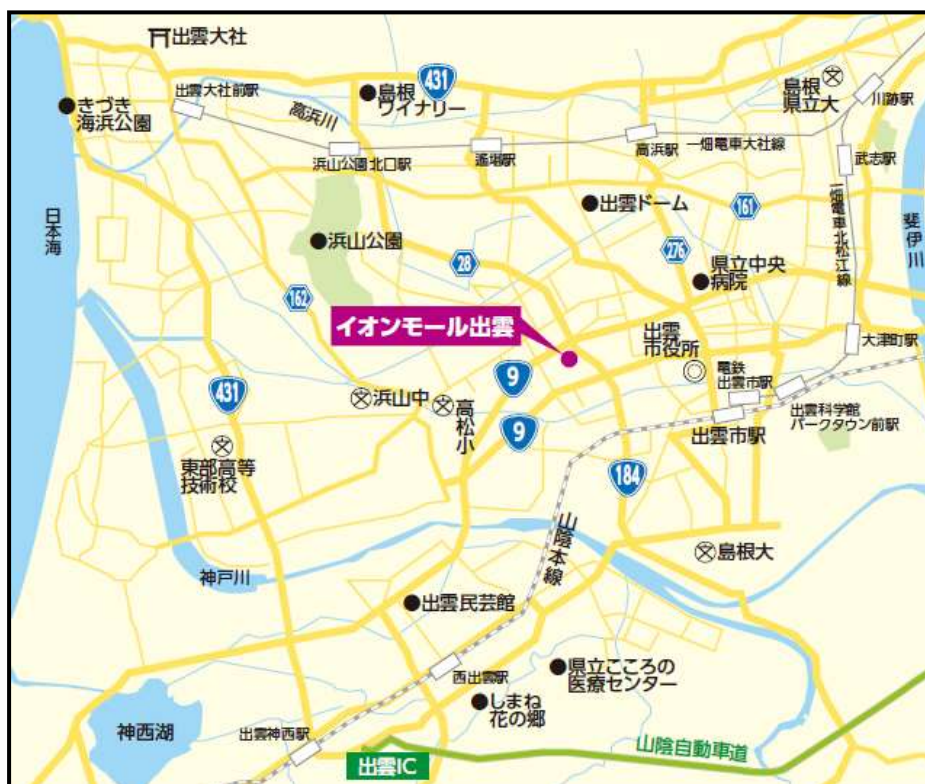 出雲大社
431
島根
ワイナリー
島根
県立大
川跡駅
きづき
海浜公園
出雲大社前駅
高浜川
浜山公園北口駅
遙堪駅
高浜駅
一畑電車大社線
武志駅
日本海
出雲ドーム
161
一畑電車北松江線
斐伊川
浜山公園
28
276
県立中央
病院
162
イオンモール出雲
出雲
市役所
大津町駅
9
電鉄
出雲市駅
431
浜山中
高松小
9
出雲市駅
出雲科学館
パークタウン前駅
東部高等
技術校
184
山陰本線
島根大
神戸川
出雲民芸館
西出雲駅
県立こころの
医療センター
しまね
花の郷
神西湖
出雲神西駅
山陰自動車道
出雲IC